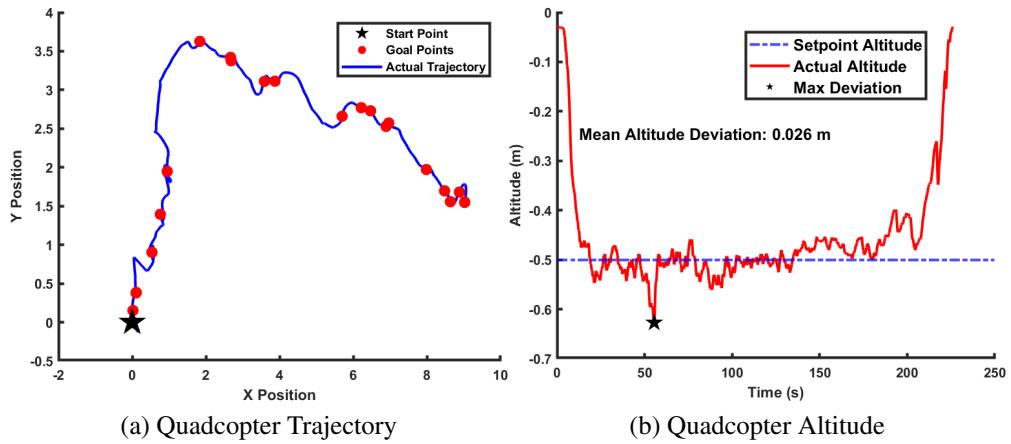 4
3.5
3
2.5
2
1.5
1
0.5
0
-0.5
-2
0
2
4
6
8
10
Y Position
X Position
Start Point
Goal Points
Actual Trajectory
(a) Quadcopter Trajectory
-0
-0.1
-0.2
-0.3
-0.4
-0.5
-0.6
-0.7
0
50
100
150
200
250
Altitude (m)
Time (s)
Setpoint Altitude
Actual Altitude
Max Deviation
Mean Altitude Deviation: 0.026 m
(b) Quadcopter Altitude